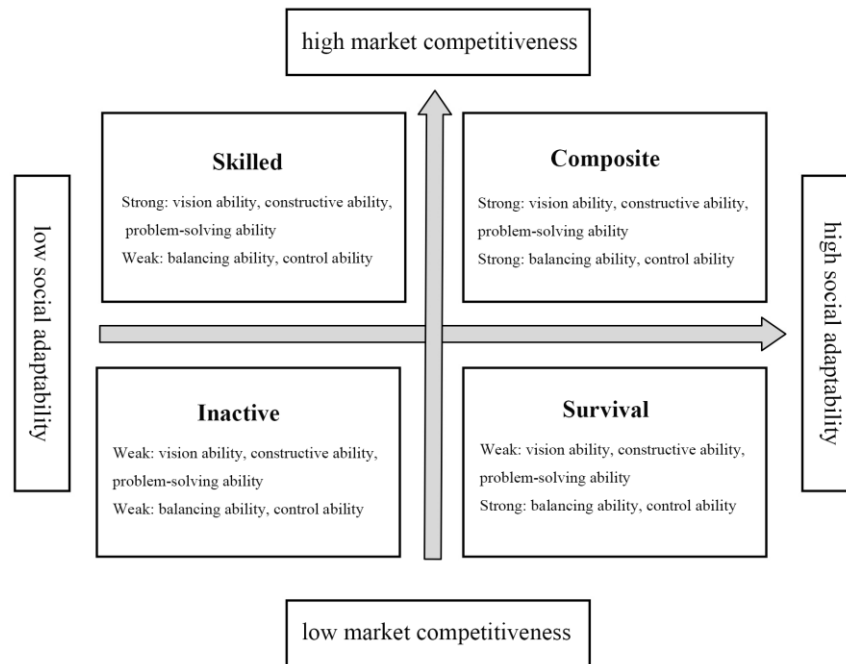 high market competitiveness
low social adaptability
Skilled
Strong: vision ability, constructive ability,
problem-solving ability
Weak: balancing ability, control ability
Composite
Strong: vision ability, constructive ability,
problem-solving ability
Strong: balancing ability, control ability
high social adaptability
Inactive
Weak: vision ability, constructive ability,
problem-solving ability
Weak: balancing ability, control ability
Survival
Weak: vision ability, constructive ability,
problem-solving ability
Strong: balancing ability, control ability
low market competitiveness